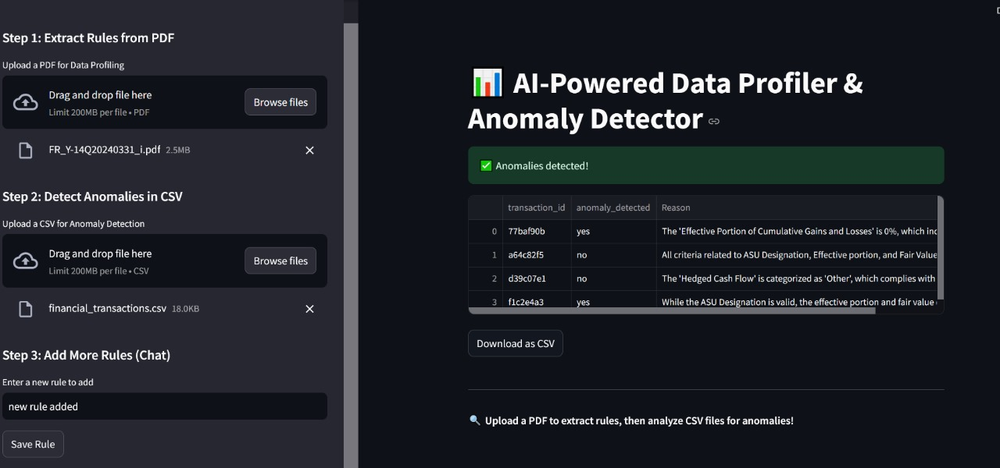 Step 1: Extract Rules from PDF
Upload a PDF for Data Profiling
Drag and drop file here
Limit 200MB per file • PDF
Browse files
FR_Y-14Q20240331_i.pdf 2.5MB
Step 2: Detect Anomalies in CSV
Upload a CSV for Anomaly Detection
Drag and drop file here
Limit 200MB per file • CSV
Browse files
financial_transactions.csv 18.0KB
Step 3: Add More Rules (Chat)
Enter a new rule to add
new rule added
Save Rule
AI-Powered Data Profiler &
Anomaly Detector
Anomalies detected!
transaction_id anomaly_detected Reason
0 77baf90b yes The 'Effective Portion of Cumulative Gains and Losses' is 0%, which
1 a64c82f5 no All criteria related to ASU Designation, Effective portion, and Fair Value
2 d39c07e1 no The 'Hedged Cash Flow' is categorized as 'Other', which complies with
3 f1c2e4a3 yes While the ASU Designation is valid, the effective portion and fair value
Download as CSV
Upload a PDF to extract rules, then analyze CSV files for anomalies!